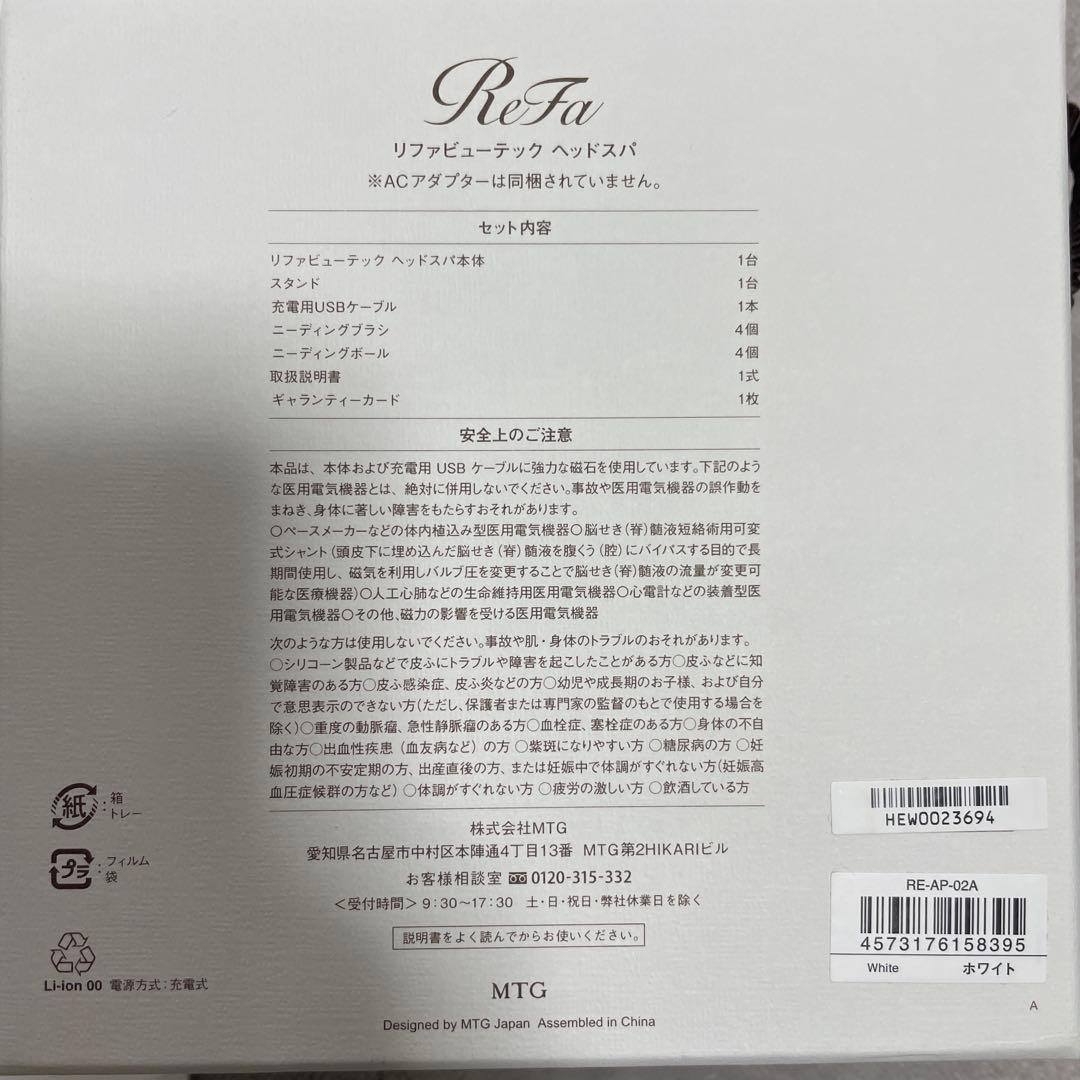 ReFa
リファビューテック ヘッドスパ
※ACアダプターは同梱されていません。
セット内容
リファビューテック ヘッドスパ本体 1台
スタンド 1台
充電用USBケーブル 1本
ニーディングブラシ 4個
ニーディングボール 4個
取扱説明書 1式
ギャランティーカード 1枚
安全上のご注意
本品は、本体および充電用 USB ケーブルに強力な磁石を使用しています。下記のよう
な医用電気機器とは、絶対に併用しないでください。事故や医用電気機器の誤作動を
まねき、身体に著しい障害をもたらすおそれがあります。
○ペースメーカーなどの体内植込み型医用電気機器○脳せき(脊)髄液短絡術用可変
式シャント(頭皮下に埋め込んだ脳せき(脊)髄液を腹くう(腔)にバイパスする目的で長
期間使用し、磁気を利用しバルブ圧を変更することで脳せき(脊)髄液の流量が変更可
能な医療機器)○人工心肺などの生命維持用医用電気機器○心電計などの装着型医
用電気機器○その他、磁力の影響を受ける医用電気機器
次のような方は使用しないでください。事故や肌・身体のトラブルのおそれがあります。
○シリコーン製品などで皮ふにトラブルや障害を起こしたことがある方○皮ふなどに知
覚障害のある方○皮ふ感染症、皮ふ炎などの方○幼児や成長期のお子様、および自分
で意思表示のできない方(ただし、保護者または専門家の監督のもとで使用する場合を
除く)○重度の動脈瘤、急性静脈瘤のある方○血栓症、塞栓症のある方○身体の不自
由な方○出血性疾患(血友病など)の方 ○紫斑になりやすい方 ○糖尿病の方 ○妊
娠初期の不安定期の方、出産直後の方、または妊娠中で体調がすぐれない方(妊娠高
血圧症候群の方など) ○体調がすぐれない方 ○疲労の激しい方 ○飲酒している方
株式会社MTG
愛知県名古屋市中村区本陣通4丁目13番 MTG第2HIKARIビル
お客様相談室 0120-315-332
<受付時間> 9:30〜17:30 土・日・祝日・弊社休業日を除く
説明書をよく読んでからお使いください。
MTG
Designed by MTG Japan Assembled in China
紙 : 箱
トレー
プラ : フィルム
袋
Li-ion 00 電源方式:充電式
HEW0023694
RE-AP-02A
4573176158395
White ホワイト
A